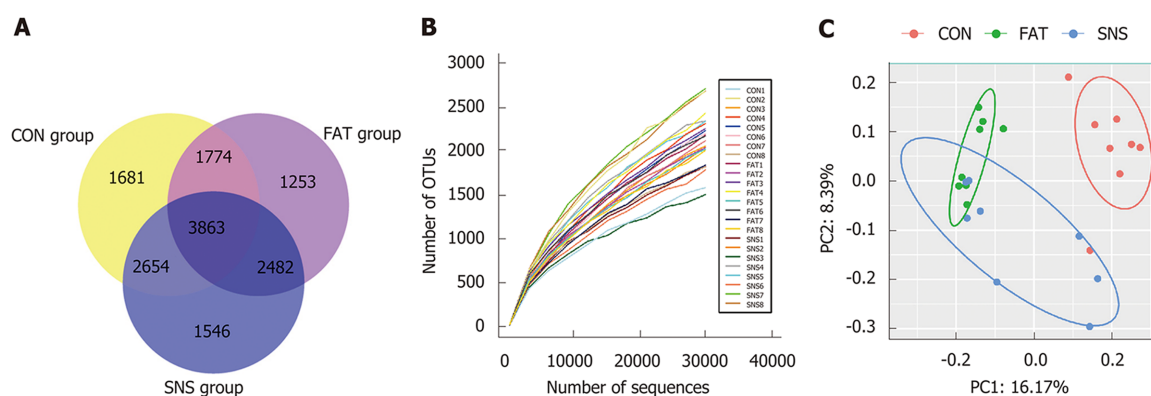 A
CON group
FAT group
1681
1774
1253
3863
2654
2482
1546
SNS group
B
Number of OTUs
3000
2500
2000
1500
1000
500
0
0 10000 20000 30000 40000
Number of sequences
CON1
CON2
CON3
CON4
CON5
CON6
CON7
CON8
FAT1
FAT2
FAT3
FAT4
FAT5
FAT6
FAT7
FAT8
SNS1
SNS2
SNS3
SNS4
SNS5
SNS6
SNS7
SNS8
C
CON FAT SNS
PC2: 8.39%
0.2
0.1
0.0
-0.1
-0.2
-0.3
-0.2 0.0 0.2
PC1: 16.17%